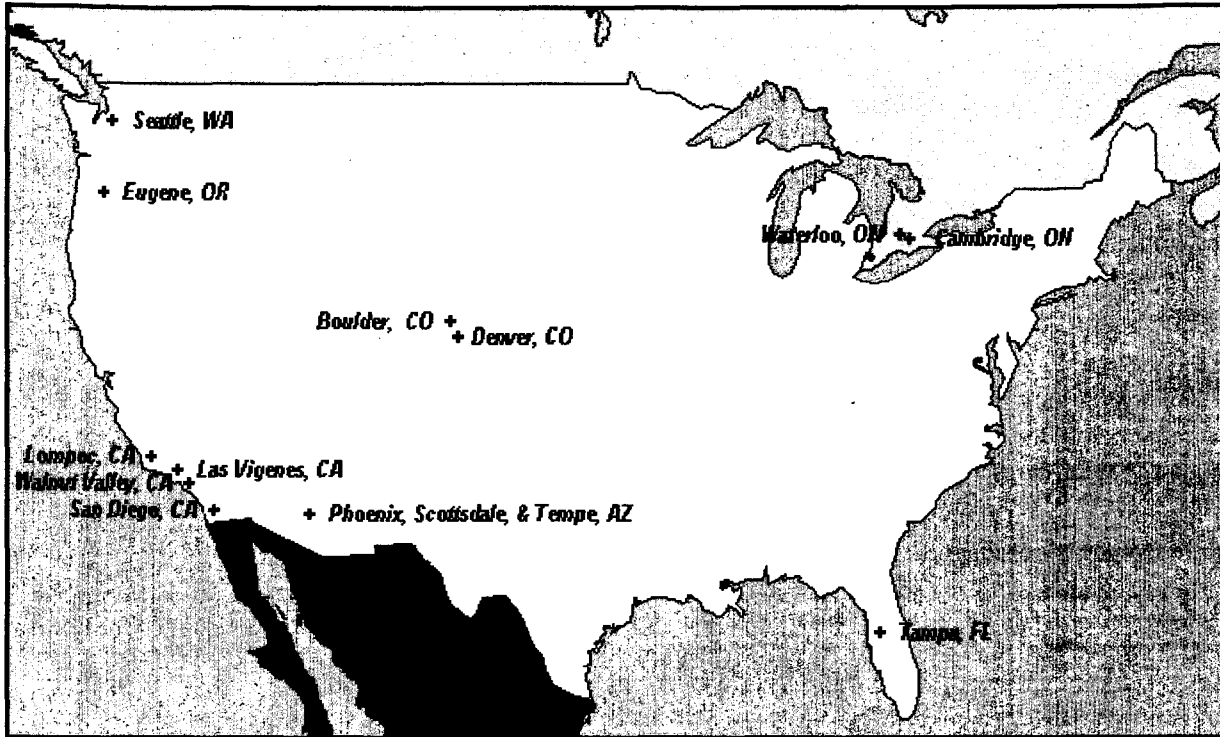 Seattle, WA
Eugene, OR
Waterloo, ON
Cambridge, ON
Boulder, CO
Denver, CO
Lompoc, CA
Las Vigenes, CA
Walnut Valley, CA
San Diego, CA
Phoenix, Scottsdale, & Tempe, AZ
Tampa, FL